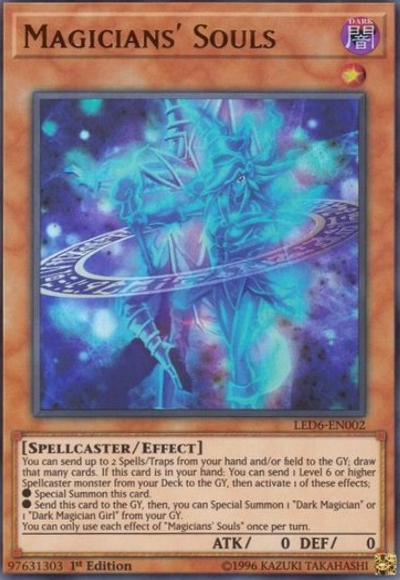 MAGICIANS' SOULS
DARK
闇
LED6-EN002
[SPELLCASTER/EFFECT]
You can send up to 2 Spells/Traps from your hand and/or field to the GY; draw
that many cards. If this card is in your hand: You can send 1 Level 6 or higher
Spellcaster monster from your Deck to the GY, then activate 1 of these effects;
● Special Summon this card.
● Send this card to the GY, then, you can Special Summon 1 "Dark Magician" or
1 "Dark Magician Girl" from your GY.
You can only use each effect of "Magicians' Souls" once per turn.
ATK/ 0 DEF/ 0
97631303 1st Edition ©1996 KAZUKI TAKAHASHI